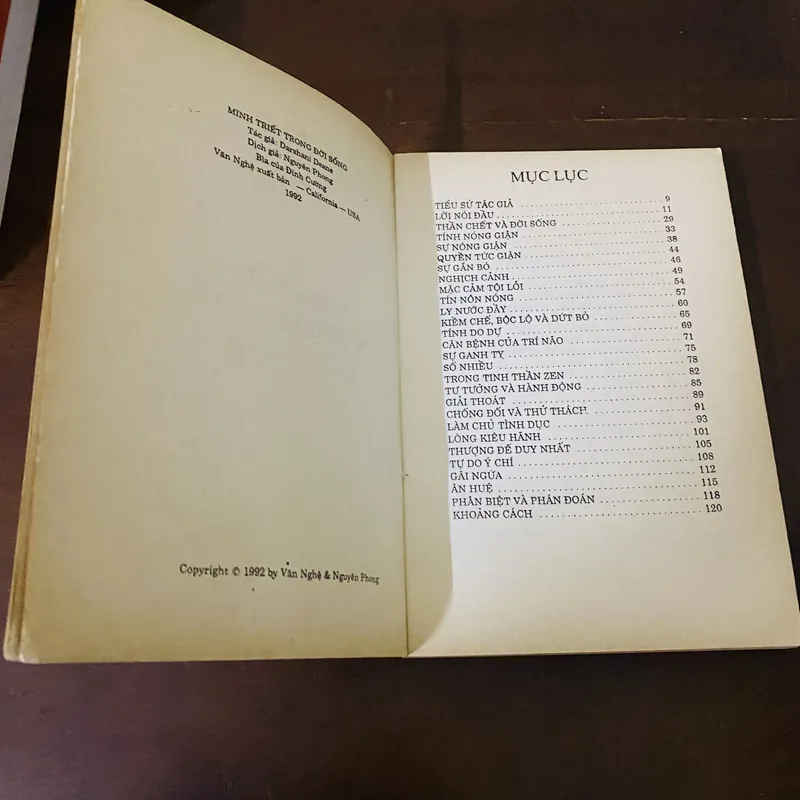 MINH TRIẾT TRONG ĐỜI SỐNG
Tác giả: Darshani Deane
Dịch giả: Nguyên Phong
Bìa của Đinh Cường
Văn Nghệ xuất bản — California — USA
1992
Copyright © 1992 by Văn Nghệ & Nguyên Phong
MỤC LỤC
TIỂU SỬ TÁC GIẢ 9
LỜI NÓI ĐẦU 11
THẦN CHẾT VÀ ĐỜI SỐNG 29
TÍNH NÓNG GIẬN 33
SỰ NÓNG GIẬN 38
QUYỀN TỨC GIẬN 44
SỰ GẮN BÓ 46
NGHỊCH CẢNH 49
MẶC CẢM TỘI LỖI 54
TÍN NÔN NÓNG 57
LY NƯỚC ĐẦY 60
KIỀM CHẾ, BỘC LỘ VÀ DỨT BỎ 65
TÍNH DO DỰ 69
CĂN BỆNH CỦA TRÍ NÃO 71
SỰ GANH TỴ 75
SỐ NHIỀU 78
TRONG TINH THẦN ZEN 82
TƯ TƯỞNG VÀ HÀNH ĐỘNG 85
GIẢI THOÁT 89
CHỐNG ĐỐI VÀ THỬ THÁCH 91
LÀM CHỦ TÌNH DỤC 93
LÒNG KIÊU HÃNH 101
THƯỢNG ĐẾ DUY NHẤT 105
TỰ DO Ý CHÍ 108
GÃI NGỨA 112
ÂN HUỆ 115
PHÂN BIỆT VÀ PHÁN ĐOÁN 118
KHOẢNG CÁCH 120